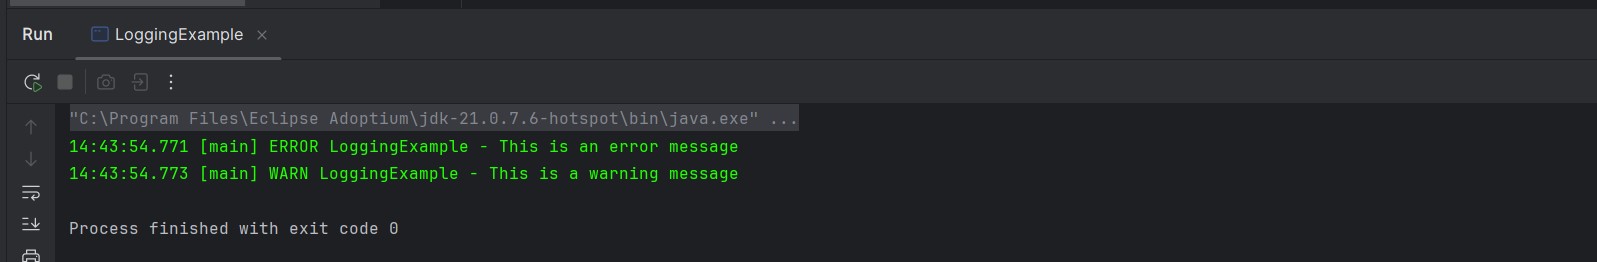 Run LoggingExample
"C:\Program Files\Eclipse Adoptium\jdk-21.0.7.6-hotspot\bin\java.exe" ...
14:43:54.771 [main] ERROR LoggingExample - This is an error message
14:43:54.773 [main] WARN LoggingExample - This is a warning message
Process finished with exit code 0